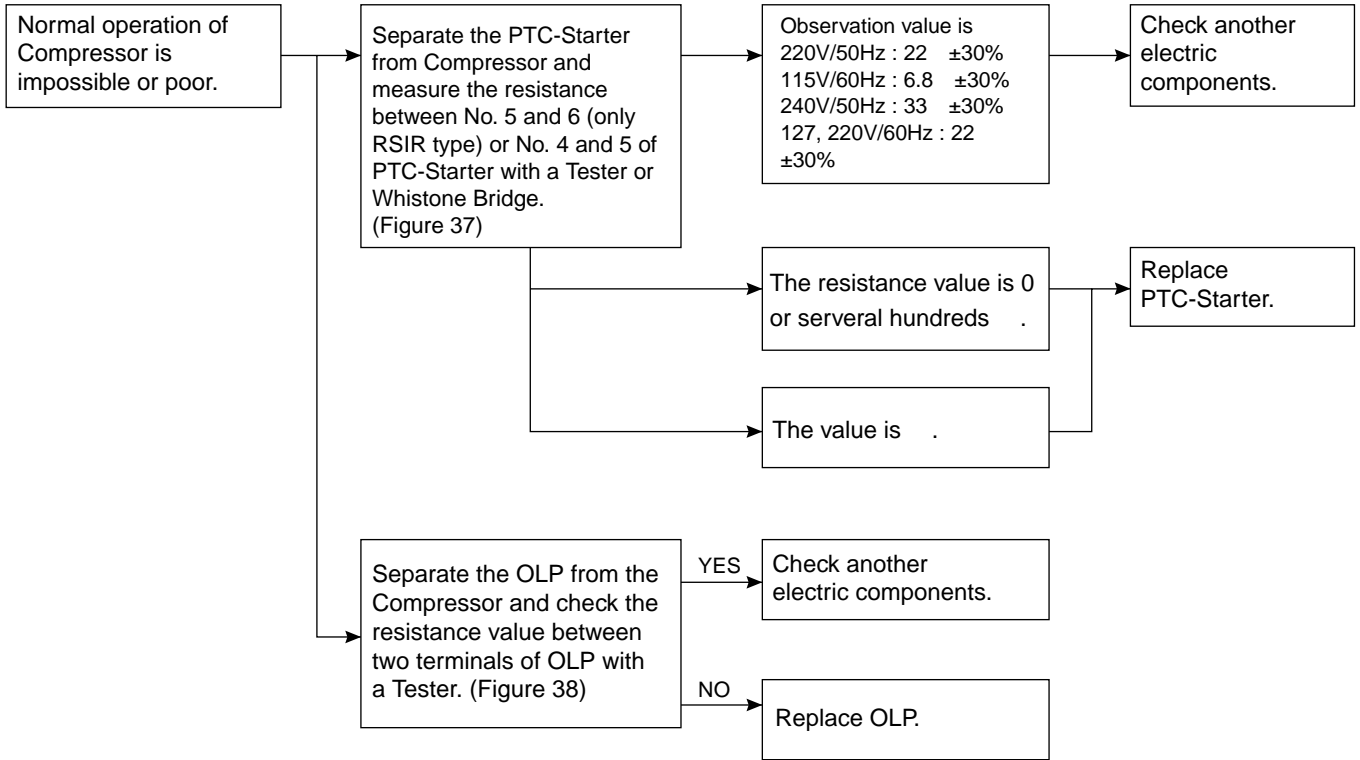 Normal operation of
Compressor is
impossible or poor.
Separate the PTC-Starter
from Compressor and
measure the resistance
between No. 5 and 6 (only
RSIR type) or No. 4 and 5 of
PTC-Starter with a Tester or
Whistone Bridge.
(Figure 37)
Observation value is
220V/50Hz : 22 ±30%
115V/60Hz : 6.8 ±30%
240V/50Hz : 33 ±30%
127, 220V/60Hz : 22
±30%
Check another
electric
components.
The resistance value is 0
or serveral hundreds .
Replace
PTC-Starter.
The value is .
Separate the OLP from the
Compressor and check the
resistance value between
two terminals of OLP with
a Tester. (Figure 38)
YES
Check another
electric components.
NO
Replace OLP.